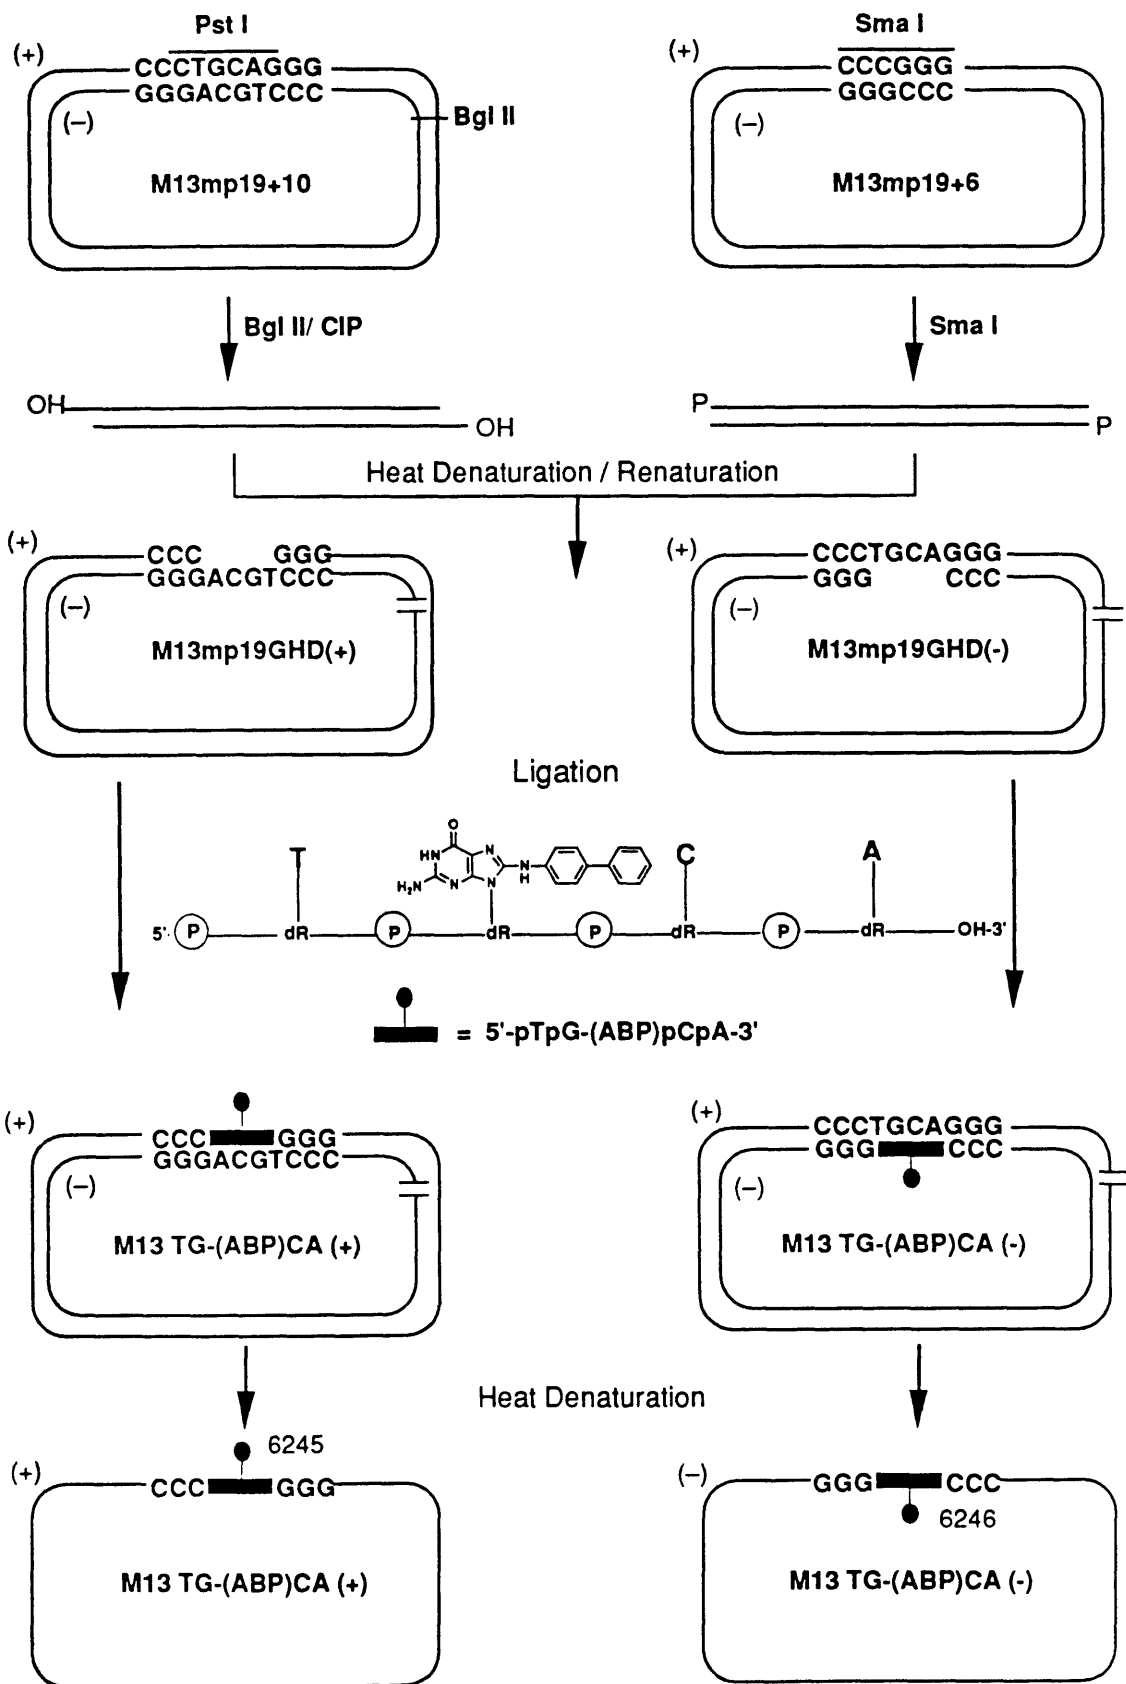 Pst I
Sma I
(+)
CCCTGCAGGG
GGGACGTCCC
(+)
CCCGGG
GGGCCC
(–)
Bgl II
(–)
M13mp19+10
M13mp19+6
Bgl II/ CIP
Sma I
OH
OH
P
P
Heat Denaturation / Renaturation
(+)
CCC GGG
GGGACGTCCC
(+)
CCCTGCAGGG
GGG CCC
(–)
(–)
M13mp19GHD(+)
M13mp19GHD(-)
Ligation
O
HN
N
H₂N
N
N
N
H
T
C
A
5'
P
dR
P
dR
P
dR
P
dR
OH-3'
= 5'-pTpG-(ABP)pCpA-3'
(+)
CCC GGG
GGGACGTCCC
(+)
CCCTGCAGGG
GGG CCC
(–)
(–)
M13 TG-(ABP)CA (+)
M13 TG-(ABP)CA (-)
Heat Denaturation
6245
(+)
CCC GGG
(–)
GGG CCC
6246
M13 TG-(ABP)CA (+)
M13 TG-(ABP)CA (-)